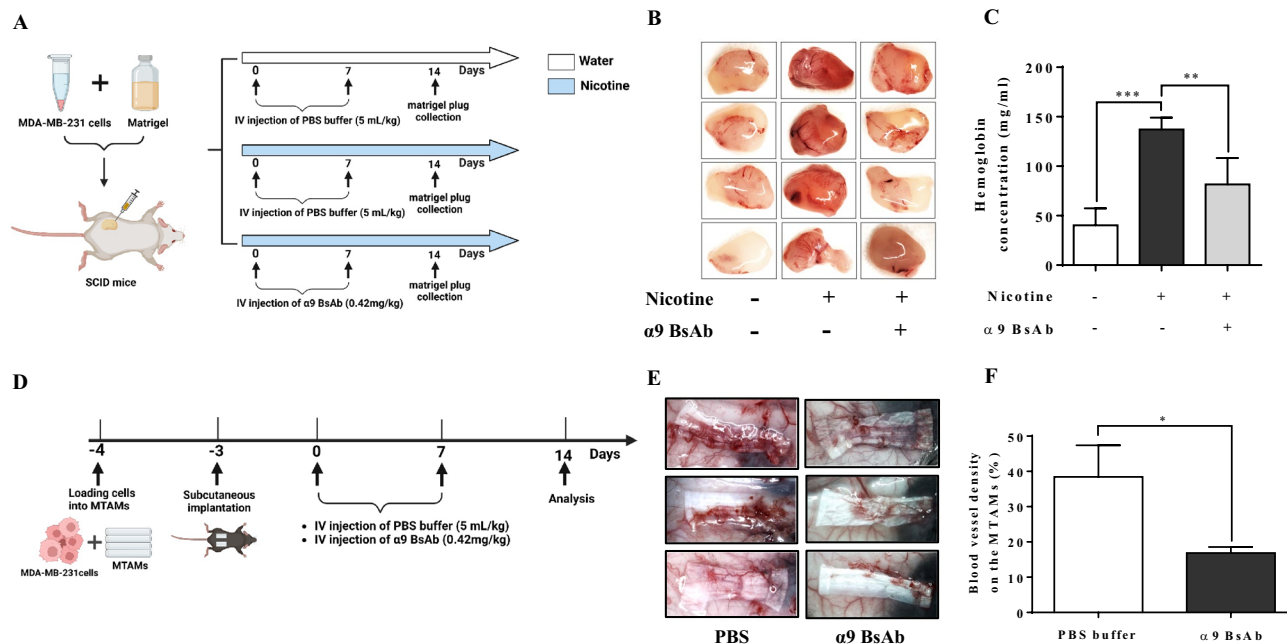 A
MDA-MB-231 cells
+
Matrigel
SCID mice
0 7 14 Days
IV injection of PBS buffer (5 mL/kg)
matrigel plug
collection
0 7 14 Days
IV injection of PBS buffer (5 mL/kg)
matrigel plug
collection
0 7 14 Days
IV injection of α9 BsAb (0.42mg/kg)
matrigel plug
collection
Water
Nicotine
B
Nicotine - + +
α9 BsAb - - +
C
Hemoglobin
concentration (mg/ml)
200
150
100
50
0
***
**
Nicotine - + +
α 9 BsAb - - +
D
-4 -3 0 7 14 Days
Loading cells
into MTAMs
Subcutaneous
implantation
Analysis
• IV injection of PBS buffer (5 mL/kg)
• IV injection of α9 BsAb (0.42mg/kg)
+
MDA-MB-231cells
MTAMs
E
PBS α9 BsAb
F
Blood vessel density
on the MTAMs (%)
50
40
30
20
10
0
*
PBS buffer α 9 BsAb